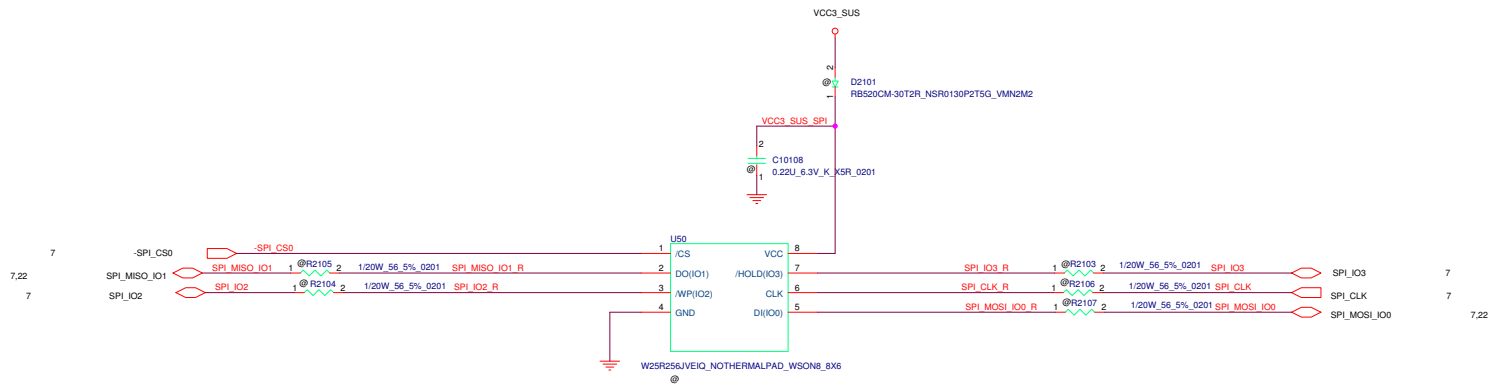 VCC3_SUS
2
@
D2101
RB520CM-30T2R_NSR0130P2T5G_VMN2M2
1
VCC3_SUS_SPI
2
C10108
@
0.22U_6.3V_K_X5R_0201
1
U50
7 -SPI_CS0 -SPI_CS0 1 /CS VCC 8
7,22 SPI_MISO_IO1 SPI_MISO_IO1 1 @R2105 2 1/20W_56_5%_0201 SPI_MISO_IO1_R 2 DO(IO1) /HOLD(IO3) 7 SPI_IO3_R 1 @R2103 2 1/20W_56_5%_0201 SPI_IO3 SPI_IO3 7
7 SPI_IO2 SPI_IO2 1 @R2104 2 1/20W_56_5%_0201 SPI_IO2_R 3 /WP(IO2) CLK 6 SPI_CLK_R 1 @R2106 2 1/20W_56_5%_0201 SPI_CLK SPI_CLK 7
4 GND DI(IO0) 5 SPI_MOSI_IO0_R 1 @R2107 2 1/20W_56_5%_0201 SPI_MOSI_IO0 SPI_MOSI_IO0 7,22
W25R256JVEIQ_NOTHERMALPAD_WSON8_8X6
@